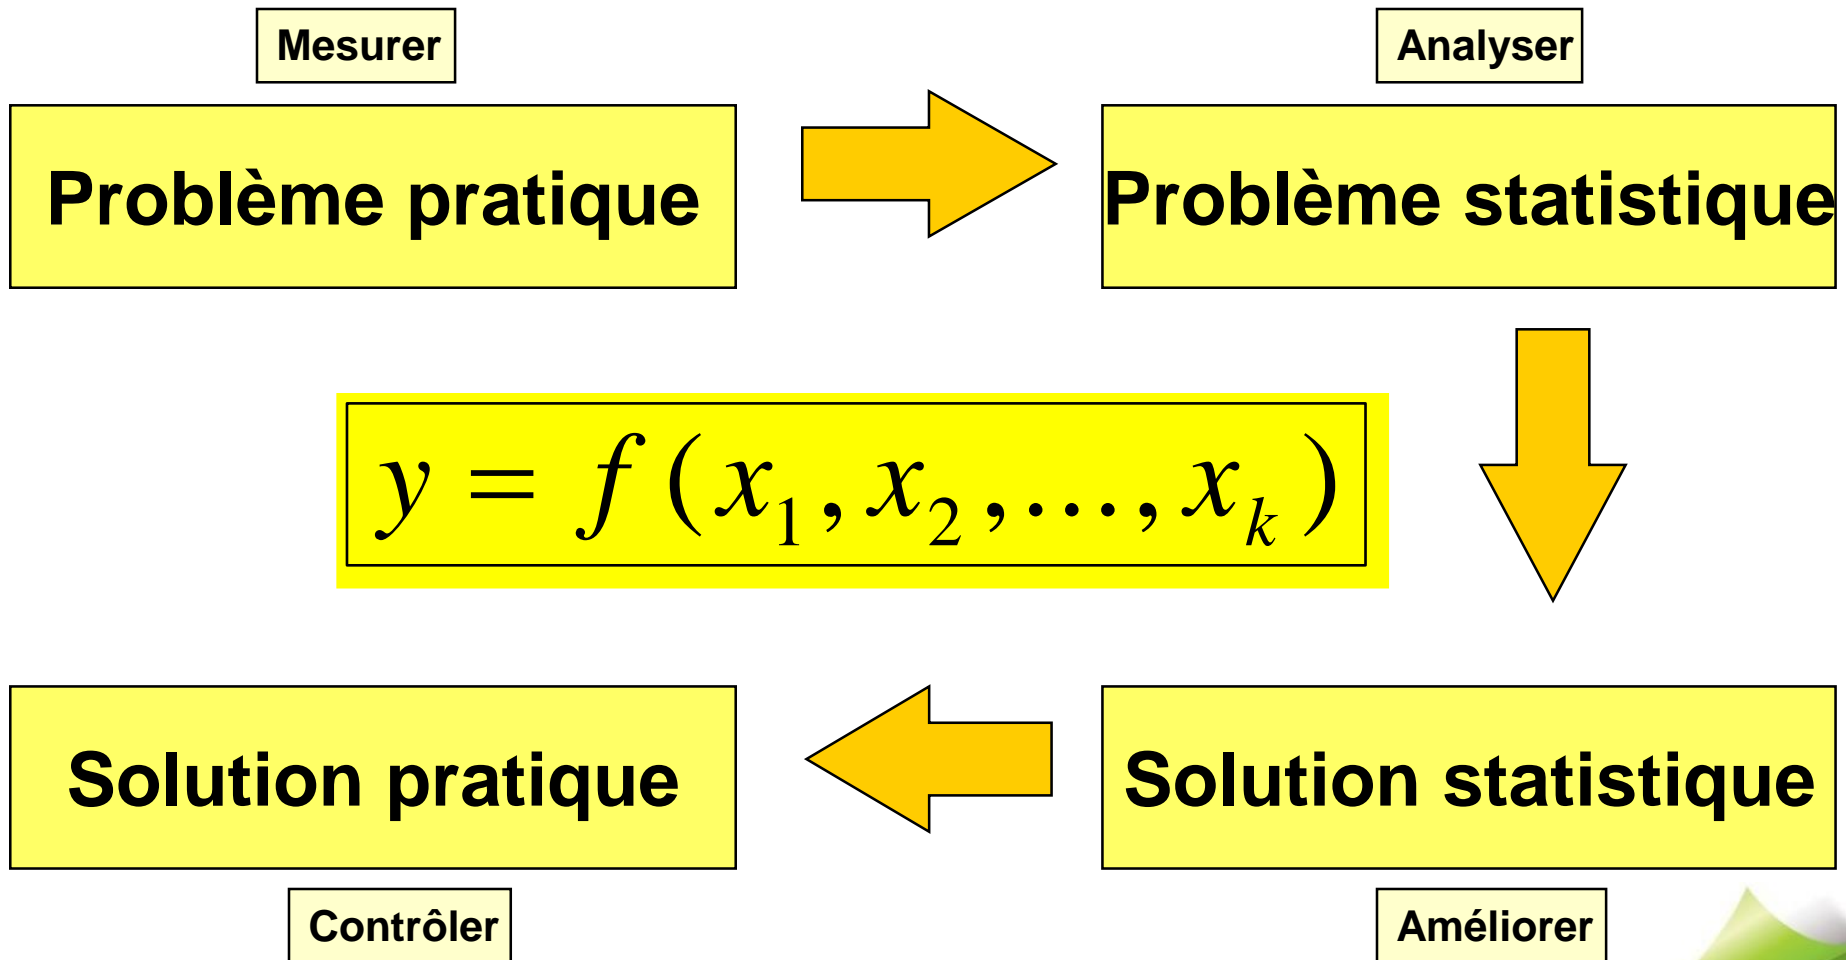 Mesurer
Analyser
Problème pratique
Problème statistique
y = f(x₁, x₂, ..., xₖ)
Solution pratique
Solution statistique
Contrôler
Améliorer